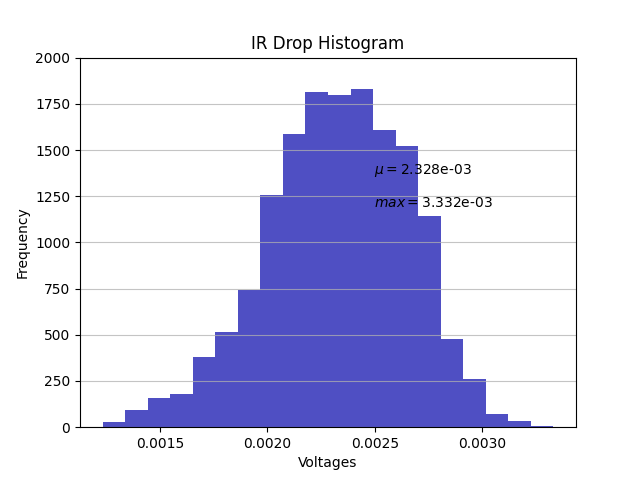 IR Drop Histogram
2000
1750
1500
1250
1000
750
500
250
0
Frequency
μ = 2.328e-03
max = 3.332e-03
0.0015 0.0020 0.0025 0.0030
Voltages